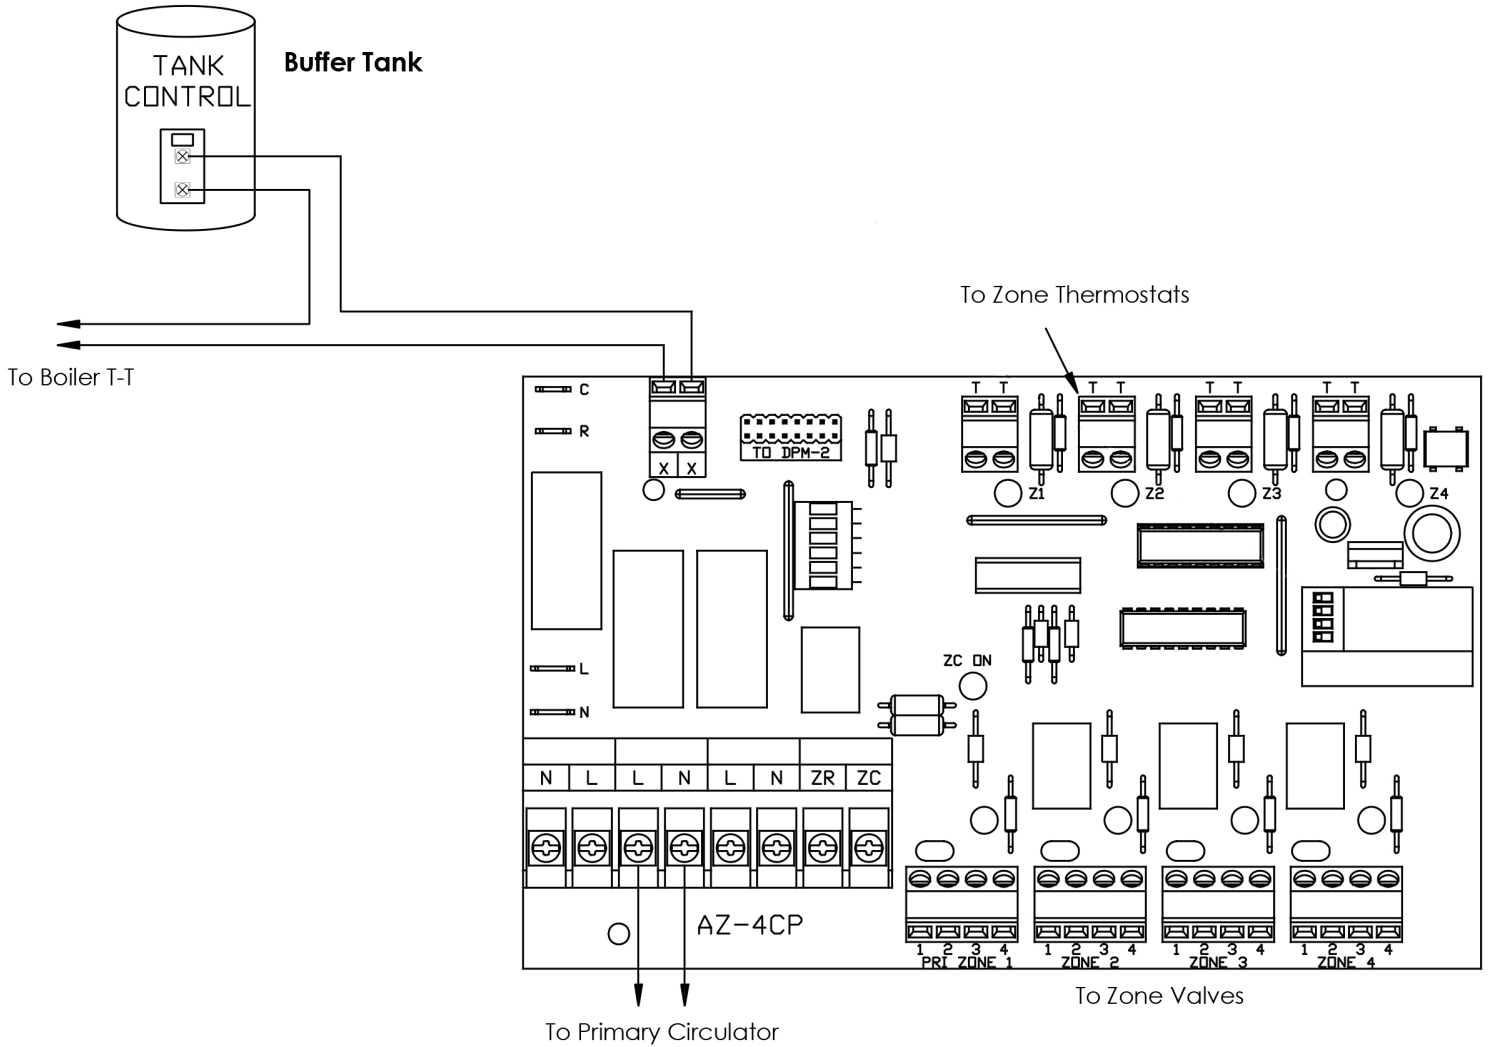 TANK
CONTROL
Buffer Tank
To Zone Thermostats
To Boiler T-T
C
R
X X
TO DPM-2
T T
T T
T T
T T
Z1
Z2
Z3
Z4
ZC ON
L
N
N L L N L N ZR ZC
AZ-4CP
1 2 3 4
PRI ZONE 1
1 2 3 4
ZONE 2
1 2 3 4
ZONE 3
1 2 3 4
ZONE 4
To Zone Valves
To Primary Circulator